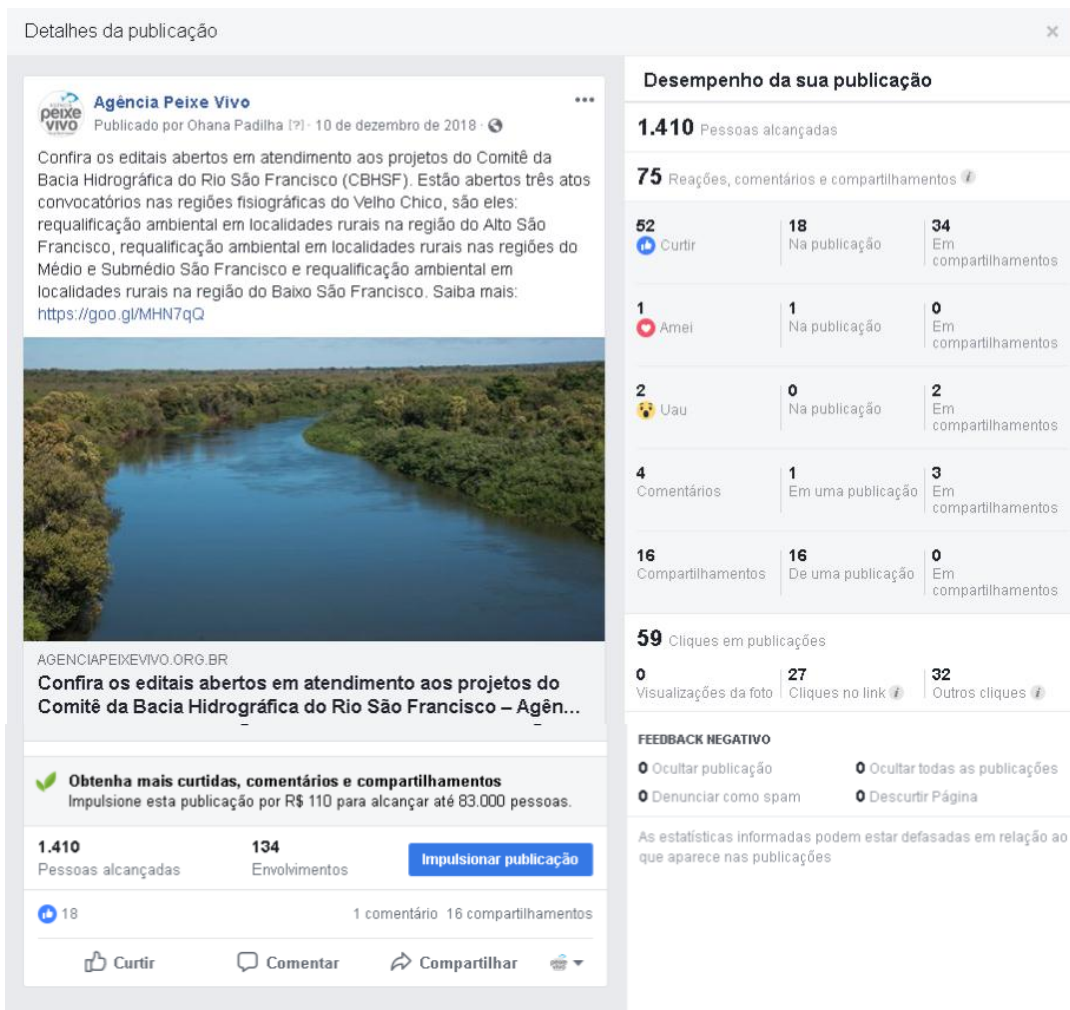 Detalhes da publicação
×
peixe
vivo
Agência Peixe Vivo
Publicado por Ohana Padilha [?] · 10 de dezembro de 2018 ·
Confira os editais abertos em atendimento aos projetos do Comitê da
Bacia Hidrográfica do Rio São Francisco (CBHSF). Estão abertos três atos
convocatórios nas regiões fisiográficas do Velho Chico, são eles:
requalificação ambiental em localidades rurais na região do Alto São
Francisco, requalificação ambiental em localidades rurais nas regiões do
Médio e Submédio São Francisco e requalificação ambiental em
localidades rurais na região do Baixo São Francisco. Saiba mais:
https://goo.gl/MHN7qQ
AGENCIAPEIXEVIVO.ORG.BR
Confira os editais abertos em atendimento aos projetos do
Comitê da Bacia Hidrográfica do Rio São Francisco – Agên...
Obtenha mais curtidas, comentários e compartilhamentos
Impulsione esta publicação por R$ 110 para alcançar até 83.000 pessoas.
1.410 134
Pessoas alcançadas Envolvimentos Impulsionar publicação
18 1 comentário 16 compartilhamentos
Curtir Comentar Compartilhar
Desempenho da sua publicação
1.410 Pessoas alcançadas
75 Reações, comentários e compartilhamentos
52 18 34
Curtir Na publicação Em
compartilhamentos
1 1 0
Amei Na publicação Em
compartilhamentos
2 0 2
Uau Na publicação Em
compartilhamentos
4 1 3
Comentários Em uma publicação Em
compartilhamentos
16 16 0
Compartilhamentos De uma publicação Em
compartilhamentos
59 Cliques em publicações
0 27 32
Visualizações da foto Cliques no link Outros cliques
FEEDBACK NEGATIVO
0 Ocultar publicação 0 Ocultar todas as publicações
0 Denunciar como spam 0 Descurtir Página
As estatísticas informadas podem estar defasadas em relação ao
que aparece nas publicações